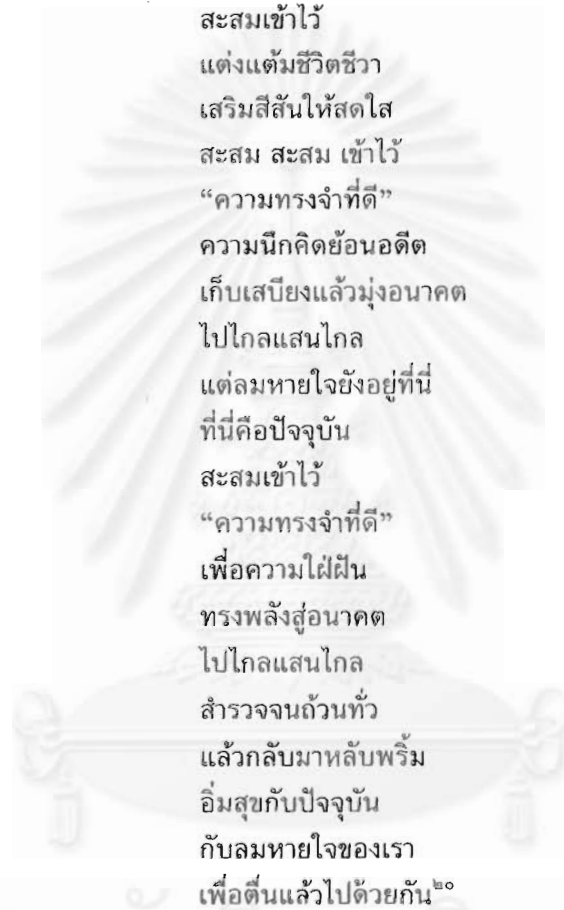 สะสมเข้าไว้
แต่งแต้มชีวิตชีวา
เสริมสีสันให้สดใส
สะสม สะสม เข้าไว้
“ความทรงจำที่ดี”
ความนึกคิดย้อนอดีต
เก็บเสบียงแล้วมุ่งอนาคต
ไปไกลแสนไกล
แต่ลมหายใจยังอยู่ที่นี่
ที่นี่คือปัจจุบัน
สะสมเข้าไว้
“ความทรงจำที่ดี”
เพื่อความใฝ่ฝัน
ทรงพลังสู่อนาคต
ไปไกลแสนไกล
สำรวจจนถ้วนทั่ว
แล้วกลับมาหลับพริ้ม
อิ่มสุขกับปัจจุบัน
กับลมหายใจของเรา
เพื่อตื่นแล้วไปด้วยกัน๒๐